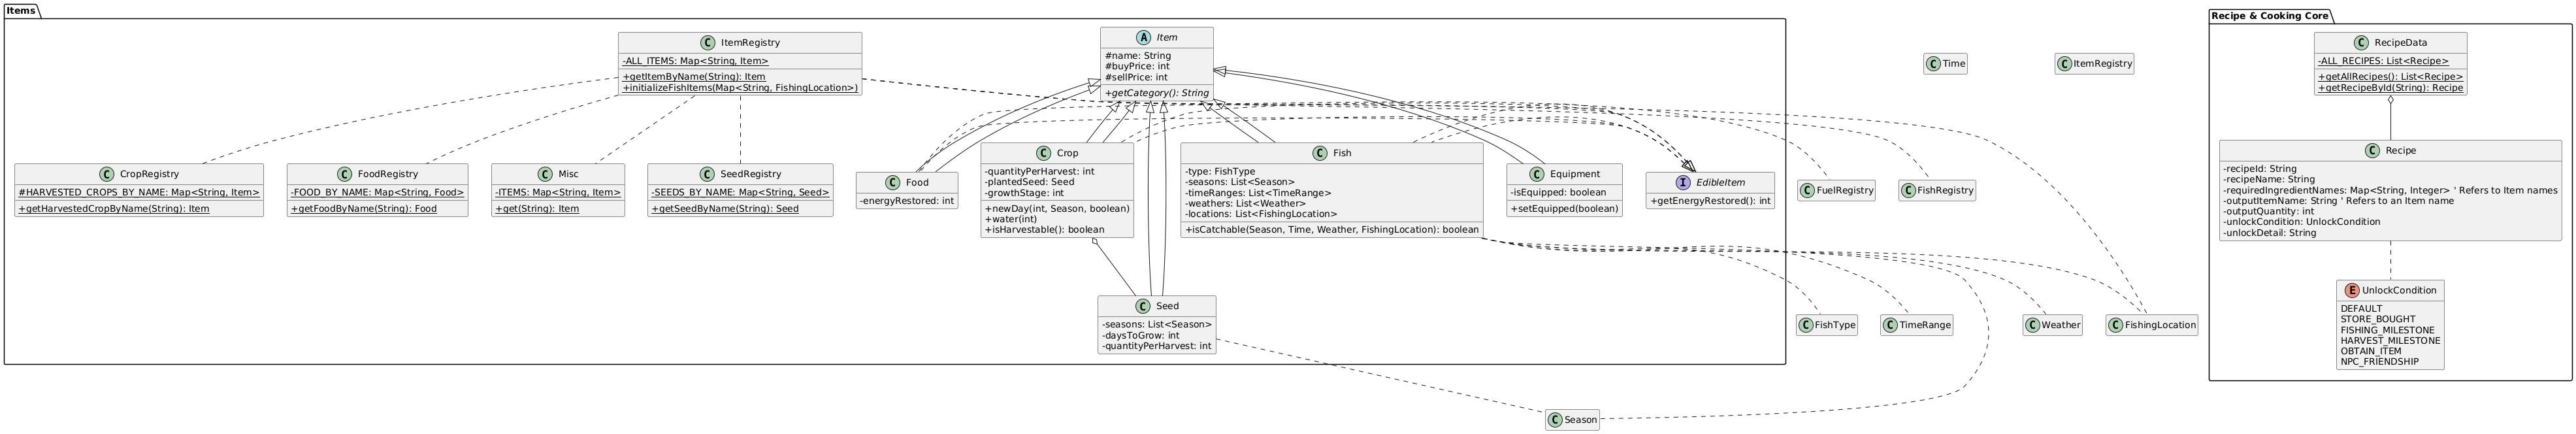 Items
Recipe & Cooking Core
C ItemRegistry
-ALL_ITEMS: Map<String, Item>
+getItemByName(String): Item
+initializeFishItems(Map<String, FishingLocation>)
A Item
#name: String
#buyPrice: int
#sellPrice: int
+getCategory(): String
C Time
C ItemRegistry
C RecipeData
-ALL_RECIPES: List<Recipe>
+getAllRecipes(): List<Recipe>
+getRecipeById(String): Recipe
C CropRegistry
#HARVESTED_CROPS_BY_NAME: Map<String, Item>
+getHarvestedCropByName(String): Item
C FoodRegistry
-FOOD_BY_NAME: Map<String, Food>
+getFoodByName(String): Food
C Misc
-ITEMS: Map<String, Item>
+get(String): Item
C SeedRegistry
-SEEDS_BY_NAME: Map<String, Seed>
+getSeedByName(String): Seed
C Food
-energyRestored: int
C Crop
-quantityPerHarvest: int
-plantedSeed: Seed
-growthStage: int
+newDay(int, Season, boolean)
+water(int)
+isHarvestable(): boolean
C Fish
-type: FishType
-seasons: List<Season>
-timeRanges: List<TimeRange>
-weathers: List<Weather>
-locations: List<FishingLocation>
+isCatchable(Season, Time, Weather, FishingLocation): boolean
C Equipment
-isEquipped: boolean
+setEquipped(boolean)
I EdibleItem
+getEnergyRestored(): int
C FuelRegistry
C FishRegistry
C Recipe
-recipeId: String
-recipeName: String
-requiredIngredientNames: Map<String, Integer> ' Refers to Item names
-outputItemName: String ' Refers to an Item name
-outputQuantity: int
-unlockCondition: UnlockCondition
-unlockDetail: String
C Seed
-seasons: List<Season>
-daysToGrow: int
-quantityPerHarvest: int
C FishType
C TimeRange
C Weather
C FishingLocation
E UnlockCondition
DEFAULT
STORE_BOUGHT
FISHING_MILESTONE
HARVEST_MILESTONE
OBTAIN_ITEM
NPC_FRIENDSHIP
C Season